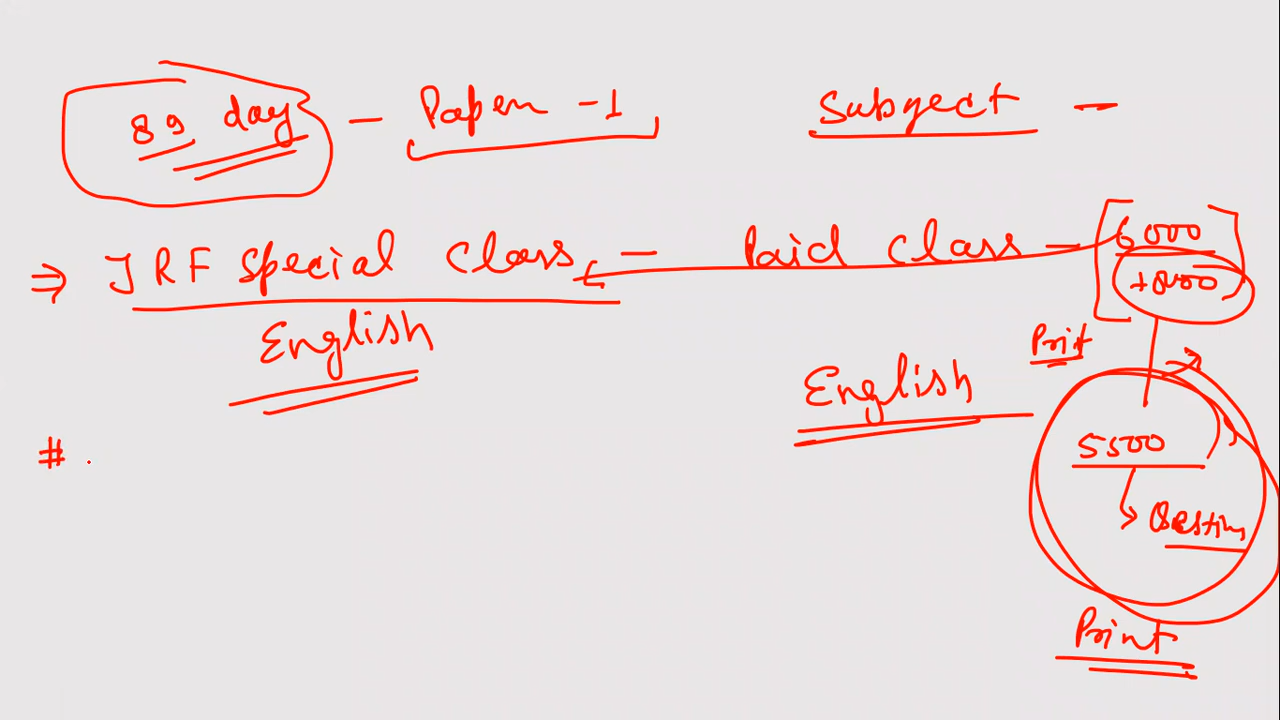 89 day - Paper -1 Subject -
⇒ JRF Special Class - Paid Class - [6000]
+8000
English
Print
English
5500
→ Question
#
Print